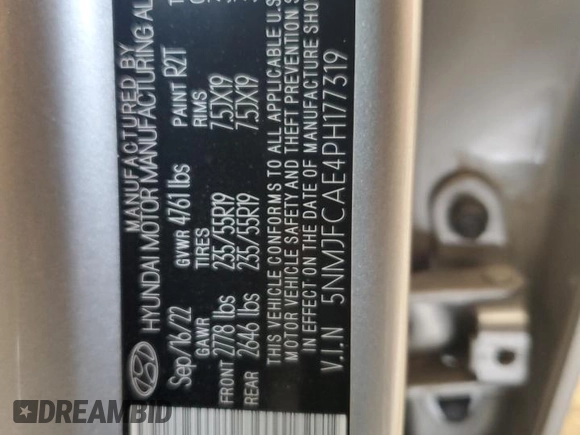 MANUFACTURED BY
HYUNDAI MOTOR MANUFACTURING AL
Sep/16/22 GVWR 4761 lbs PAINT R2T
GAWR TIRES RIMS
FRONT 2778 lbs 235/55R19 7.5JX19
REAR 2646 lbs 235/55R19 7.5JX19
THIS VEHICLE CONFORMS TO ALL APPLICABLE U.S
MOTOR VEHICLE SAFETY AND THEFT PREVENTION
IN EFFECT ON THE DATE OF MANUFACTURE SHO
V.I.N 5NMJFCAE4PH177319
DREAMBID